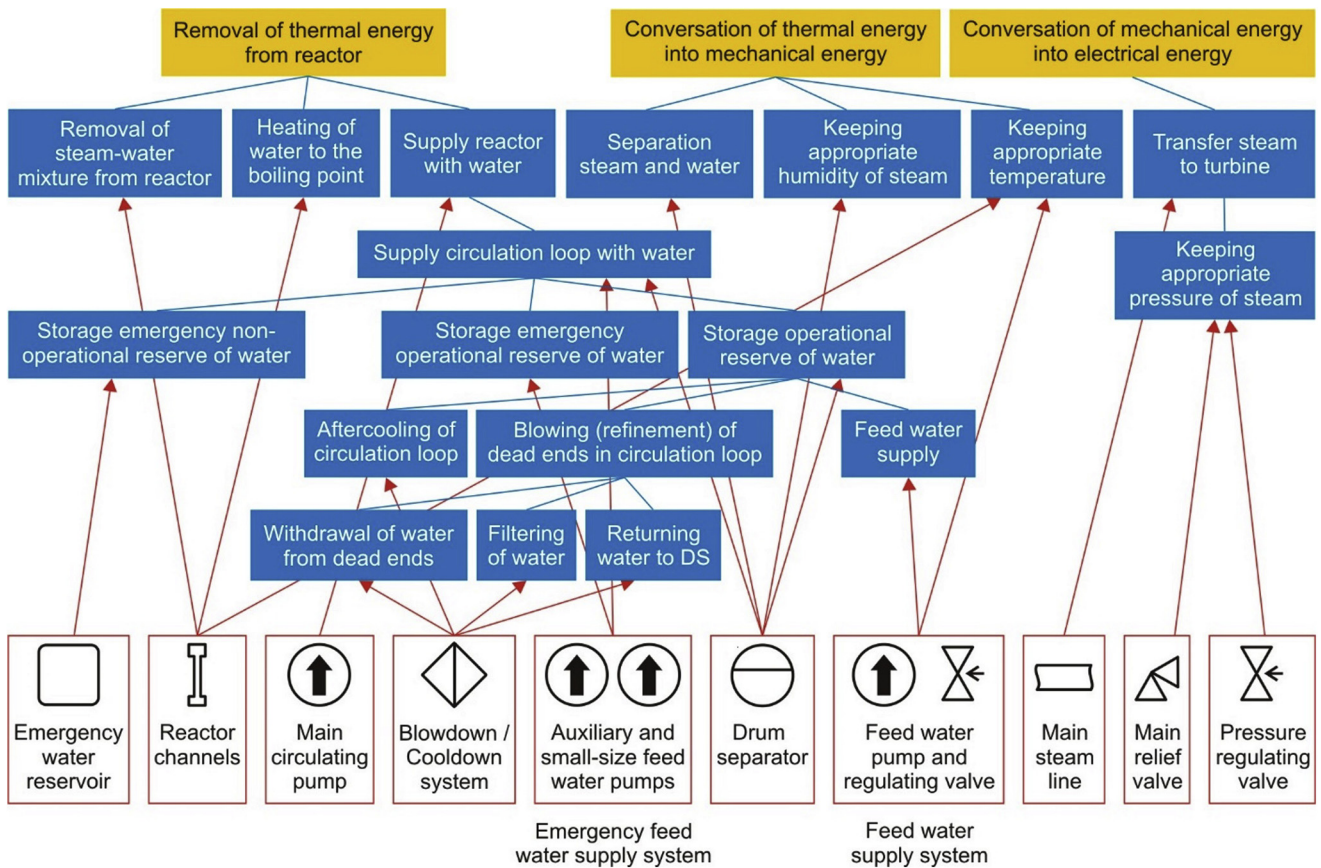 Removal of thermal energy
from reactor
Conversation of thermal energy
into mechanical energy
Conversation of mechanical energy
into electrical energy
Removal of
steam-water
mixture from reactor
Heating of
water to the
boiling point
Supply reactor
with water
Separation
steam and water
Keeping
appropriate
humidity of steam
Keeping
appropriate
temperature
Transfer steam
to turbine
Supply circulation loop with water
Keeping
appropriate
pressure of steam
Storage emergency non-
operational reserve of water
Storage emergency
operational reserve of water
Storage operational
reserve of water
Aftercooling of
circulation loop
Blowing (refinement) of
dead ends in circulation loop
Feed water
supply
Withdrawal of water
from dead ends
Filtering
of water
Returning
water to DS
Emergency
water
reservoir
Reactor
channels
Main
circulating
pump
Blowdown /
Cooldown
system
Auxiliary and
small-size feed
water pumps
Drum
separator
Feed water
pump and
regulating valve
Main
steam
line
Main
relief
valve
Pressure
regulating
valve
Emergency feed
water supply system
Feed water
supply system